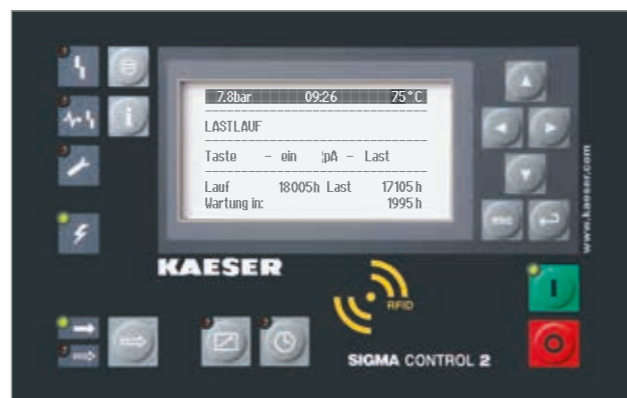 7.8bar 09:26 75°C
LASTLAUF
Taste - ein ¦pA - Last
Lauf 18005h Last 17105h
Wartung in: 1995h
esc
www.kaeser.com
KAESER
RFID
I
O
SIGMA CONTROL 2